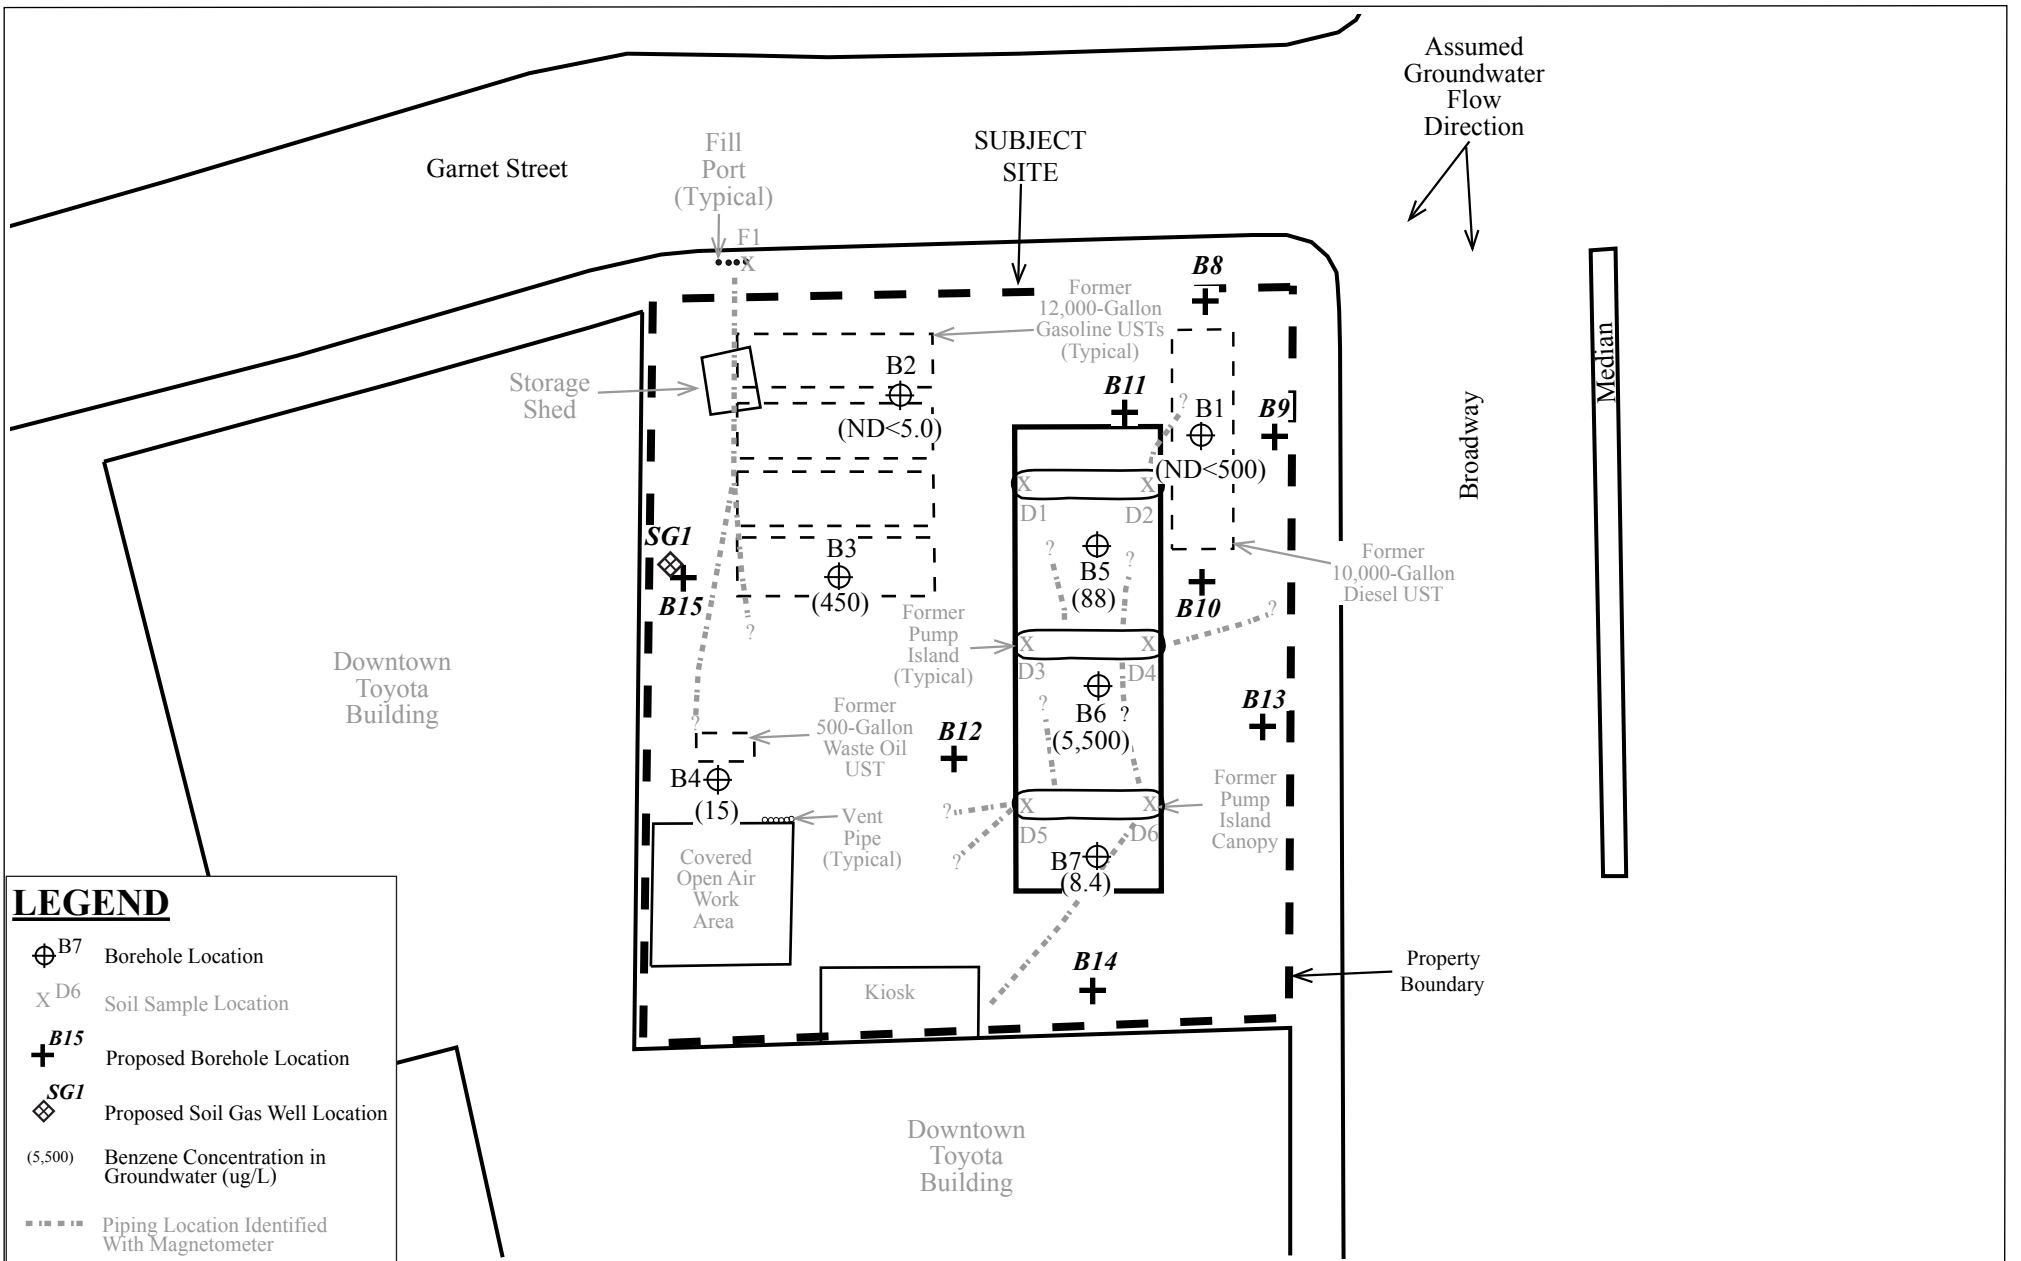 Assumed
Groundwater
Flow
Direction
Garnet Street
Fill
Port
(Typical)
SUBJECT
SITE
F1
X
B8
Former
12,000-Gallon
Gasoline USTs
(Typical)
Storage
Shed
B2
(ND<5.0)
B11
?
B1
(ND<500)
B9
Median
Broadway
X
X
D1
D2
SG1
B15
B3
(450)
?
?
?
B5
(88)
B10
Former
10,000-Gallon
Diesel UST
?
Former
Pump
Island
(Typical)
X
X
D3
D4
Downtown
Toyota
Building
?
Former
500-Gallon
Waste Oil
UST
B12
?
B6
?
(5,500)
B13
B4
(15)
Vent
Pipe
(Typical)
?
?
X
X
D5
D6
Former
Pump
Island
Canopy
B7
(8.4)
Covered
Open Air
Work
Area
Kiosk
B14
Property
Boundary
Downtown
Toyota
Building
LEGEND
B7
Borehole Location
X D6
Soil Sample Location
B15
Proposed Borehole Location
SG1
Proposed Soil Gas Well Location
(5,500)
Benzene Concentration in
Groundwater (ug/L)
Piping Location Identified
With Magnetometer